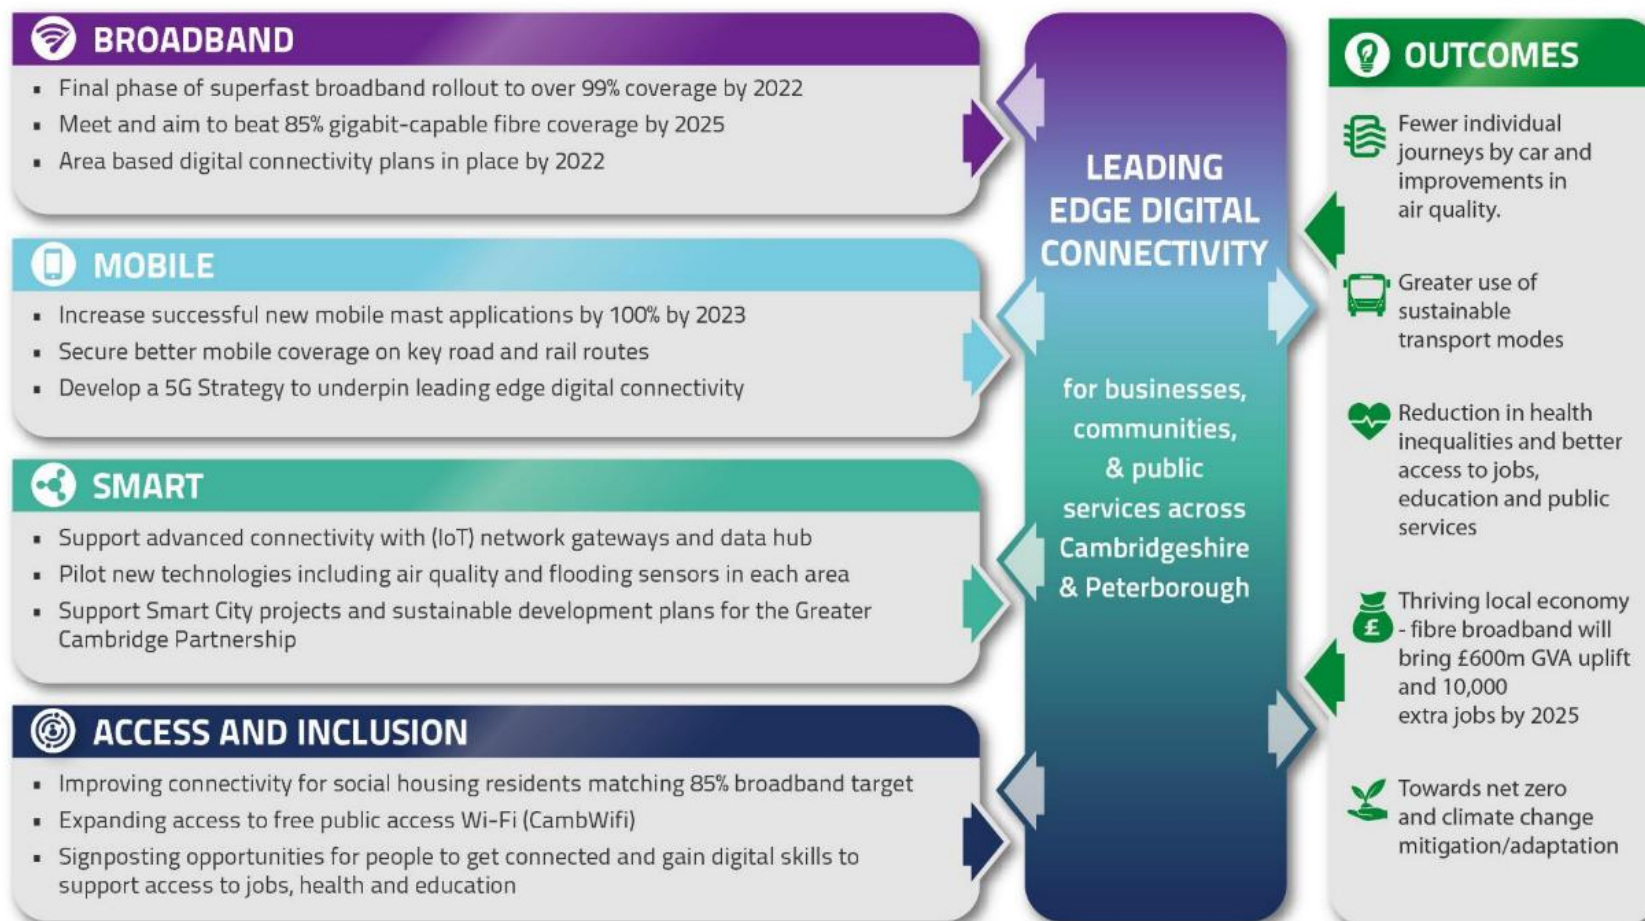 BROADBAND
▪ Final phase of superfast broadband rollout to over 99% coverage by 2022
▪ Meet and aim to beat 85% gigabit-capable fibre coverage by 2025
▪ Area based digital connectivity plans in place by 2022
MOBILE
▪ Increase successful new mobile mast applications by 100% by 2023
▪ Secure better mobile coverage on key road and rail routes
▪ Develop a 5G Strategy to underpin leading edge digital connectivity
SMART
▪ Support advanced connectivity with (IoT) network gateways and data hub
▪ Pilot new technologies including air quality and flooding sensors in each area
▪ Support Smart City projects and sustainable development plans for the Greater
Cambridge Partnership
ACCESS AND INCLUSION
▪ Improving connectivity for social housing residents matching 85% broadband target
▪ Expanding access to free public access Wi-Fi (CambWifi)
▪ Signposting opportunities for people to get connected and gain digital skills to
support access to jobs, health and education
LEADING
EDGE DIGITAL
CONNECTIVITY
for businesses,
communities,
& public
services across
Cambridgeshire
& Peterborough
OUTCOMES
Fewer individual
journeys by car and
improvements in
air quality.
Greater use of
sustainable
transport modes
Reduction in health
inequalities and better
access to jobs,
education and public
services
£
Thriving local economy
- fibre broadband will
bring £600m GVA uplift
and 10,000
extra jobs by 2025
Towards net zero
and climate change
mitigation/adaptation